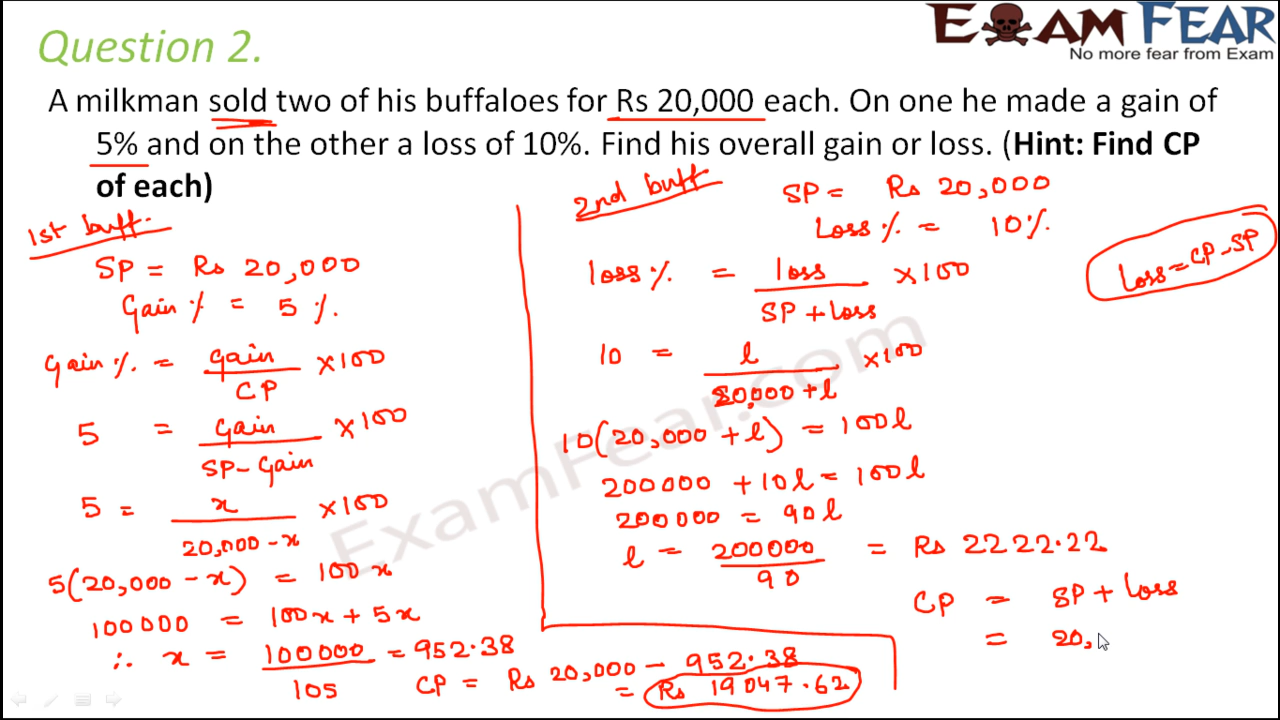 Question 2.
EXAM FEAR
No more fear from Exam
A milkman sold two of his buffaloes for Rs 20,000 each. On one he made a gain of
5% and on the other a loss of 10%. Find his overall gain or loss. (Hint: Find CP
of each)
1st buff.
SP = Rs 20,000
Gain % = 5 %.
Gain %. = gain / CP × 100
5 = Gain / SP - Gain × 100
5 = x / 20,000 - x × 100
5(20,000 - x) = 100x
100000 = 100x + 5x
∴ x = 100000 / 105 = 952.38
CP = Rs 20,000 - 952.38
= Rs 19047.62
2nd buff
SP = Rs 20,000
Loss % = 10%.
loss % = loss / SP + loss × 100
Loss = CP - SP
10 = l / 20,000 + l × 100
10(20,000 + l) = 100l
200000 + 10l = 100l
200000 = 90l
l = 200000 / 90 = Rs 2222.22
CP = SP + Loss
= 20,
ExamFear.com